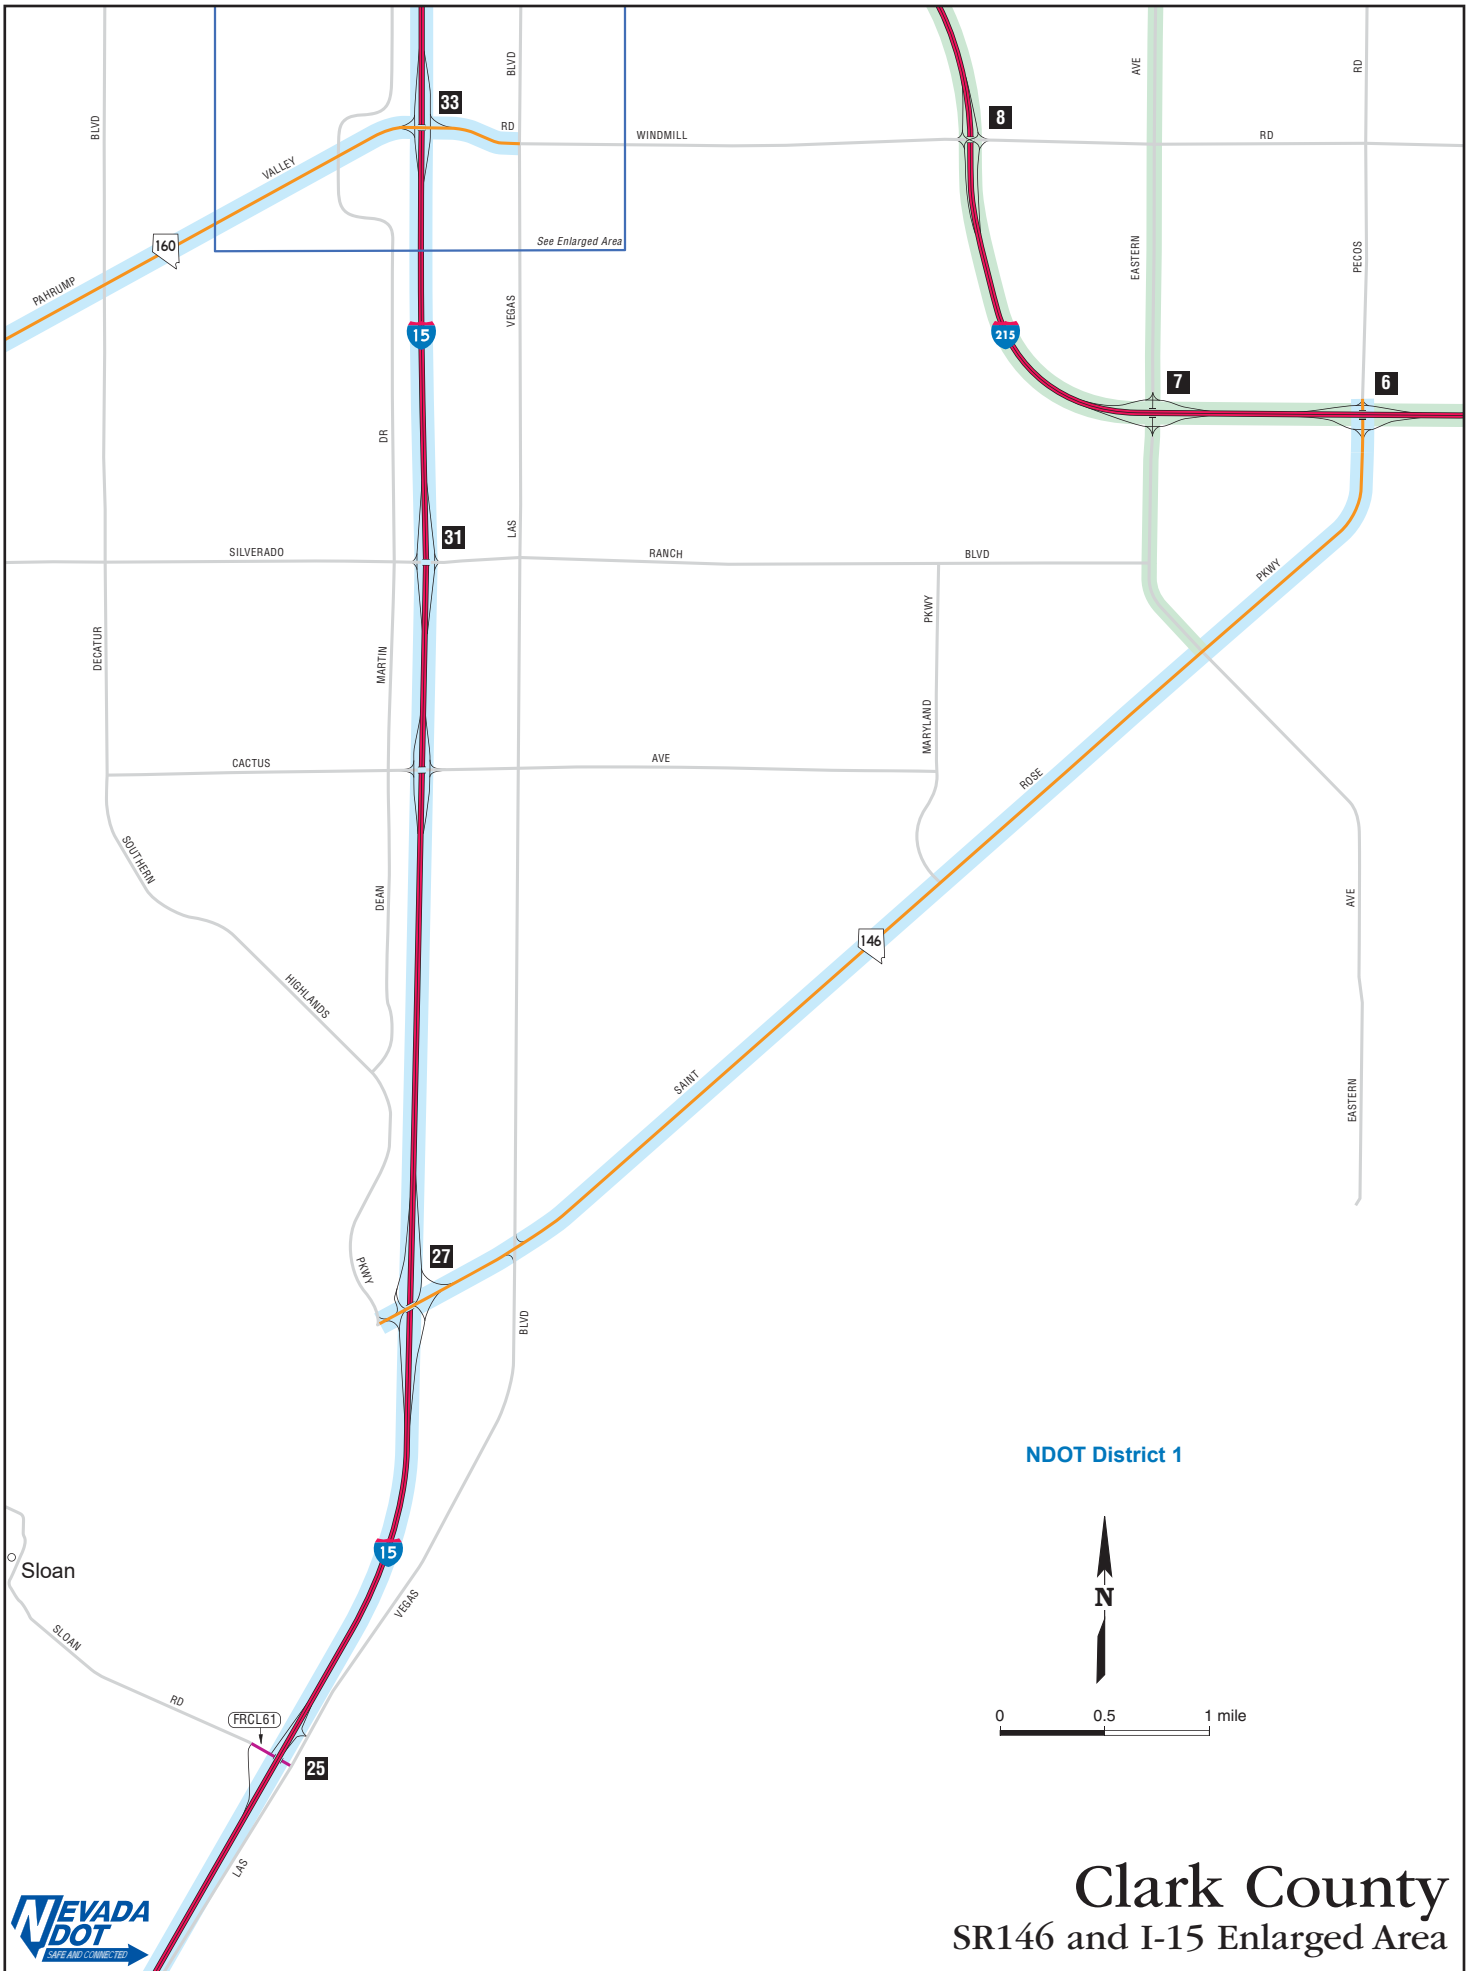 BLVD
AVE
RD
33
8
BLVD
RD
WINDMILL
RD
VALLEY
160
See Enlarged Area
EASTERN
PECOS
PAHRUMP
VEGAS
15
215
7
6
DR
LAS
31
SILVERADO
RANCH
BLVD
PKWY
PKWY
DECATUR
MARTIN
MARYLAND
CACTUS
AVE
ROSE
SOUTHERN
DEAN
AVE
146
HIGHLANDS
SAINT
EASTERN
27
PKWY
BLVD
NDOT District 1
15
Sloan
N
VEGAS
SLOAN
RD
FRCL61
0 0.5 1 mile
25
LAS
Clark County
SR146 and I-15 Enlarged Area
NEVADA
DOT
SAFE AND CONNECTED